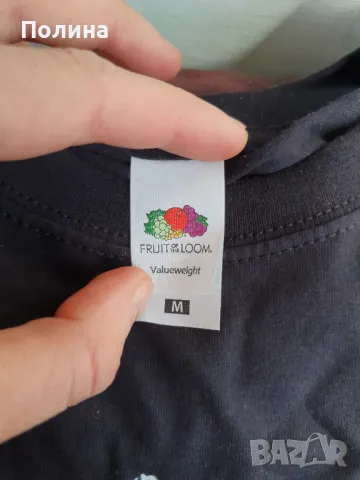 Полина
FRUIT OF THE LOOM®
Valueweight
M
BAZAR